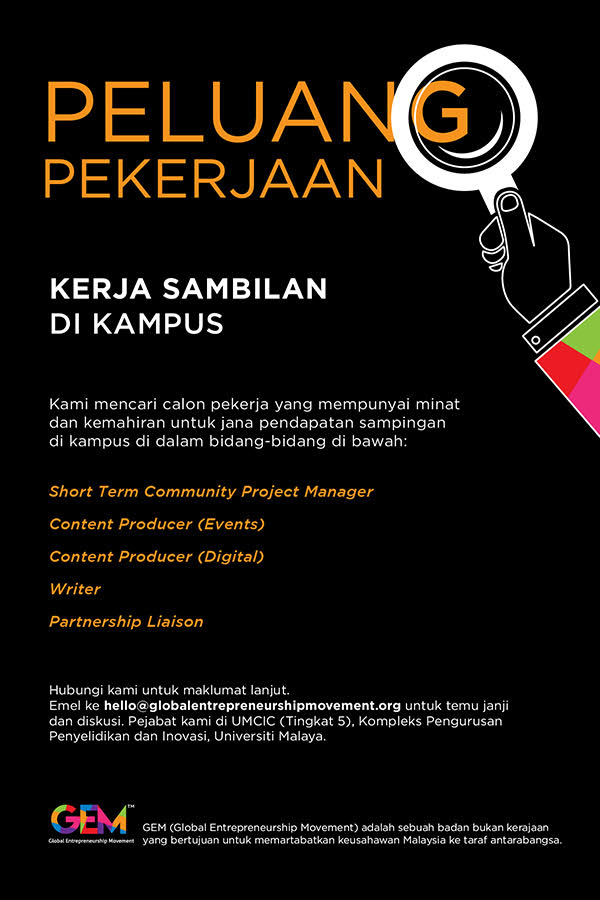 PELUANG
PEKERJAAN
KERJA SAMBILAN
DI KAMPUS
Kami mencari calon pekerja yang mempunyai minat
dan kemahiran untuk jana pendapatan sampingan
di kampus di dalam bidang-bidang di bawah:
Short Term Community Project Manager
Content Producer (Events)
Content Producer (Digital)
Writer
Partnership Liaison
Hubungi kami untuk maklumat lanjut.
Emel ke hello@globalentrepreneurshipmovement.org untuk temu janji
dan diskusi. Pejabat kami di UMCIC (Tingkat 5), Kompleks Pengurusan
Penyelidikan dan Inovasi, Universiti Malaya.
GEM™
Global Entrepreneurship Movement
GEM (Global Entrepreneurship Movement) adalah sebuah badan bukan kerajaan
yang bertujuan untuk memartabatkan keusahawan Malaysia ke taraf antarabangsa.